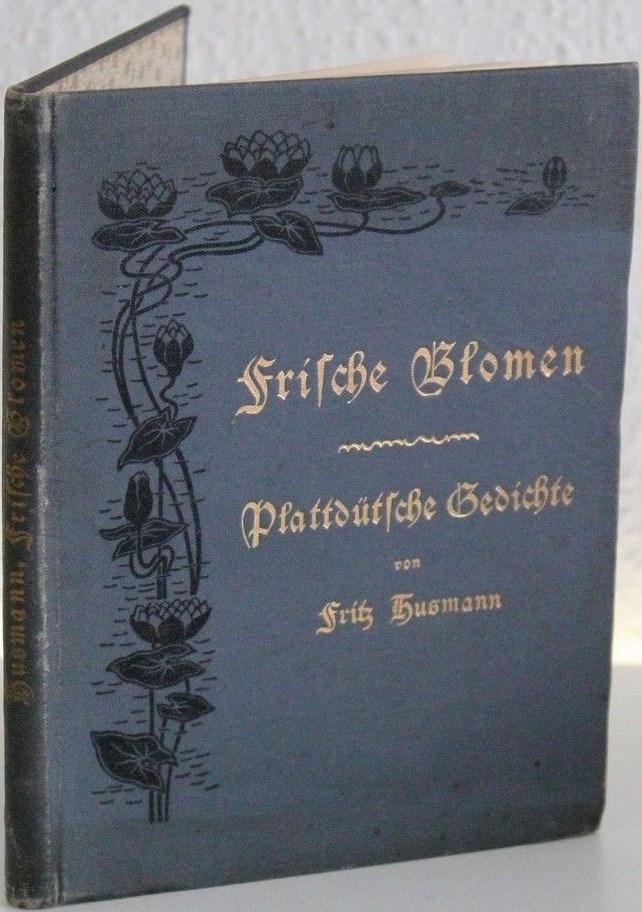 Husmann, Friſche Blomen
Friſche Blomen
Plattdütſche Gedichte
von
Fritz Husmann